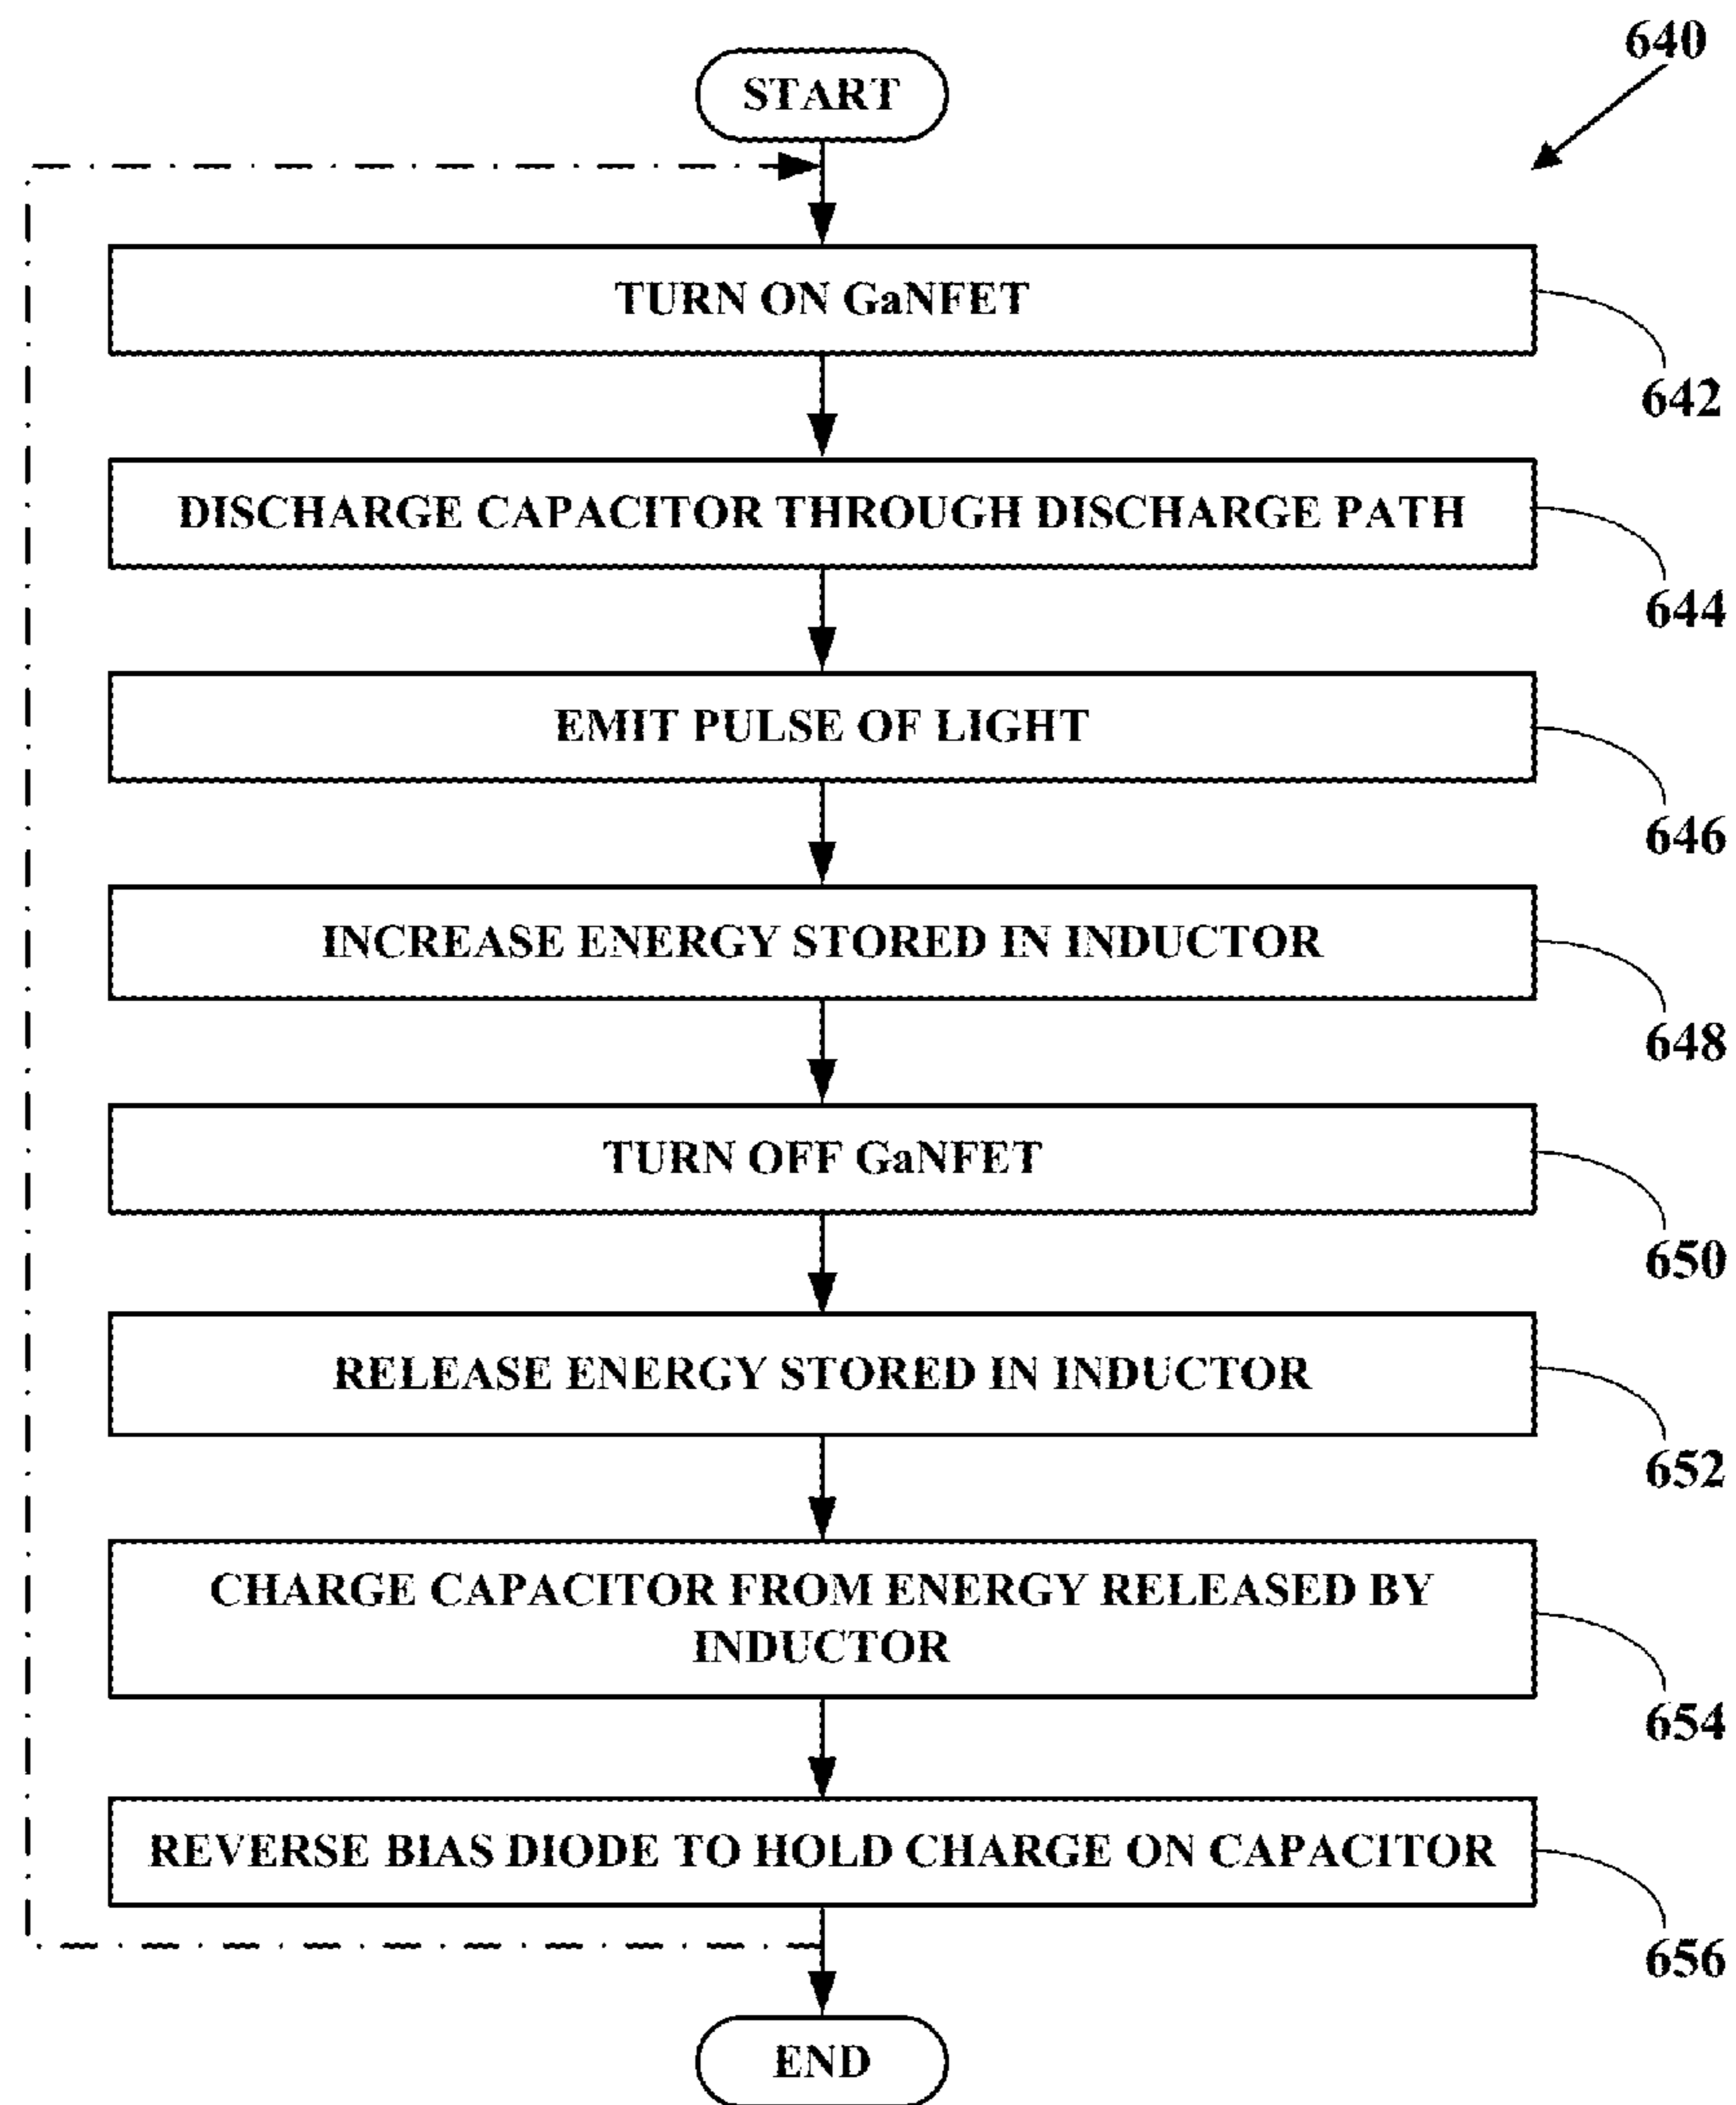 640
START
TURN ON GaNFET
642
DISCHARGE CAPACITOR THROUGH DISCHARGE PATH
644
EMIT PULSE OF LIGHT
646
INCREASE ENERGY STORED IN INDUCTOR
648
TURN OFF GaNFET
650
RELEASE ENERGY STORED IN INDUCTOR
652
CHARGE CAPACITOR FROM ENERGY RELEASED BY
INDUCTOR
654
REVERSE BIAS DIODE TO HOLD CHARGE ON CAPACITOR
656
END